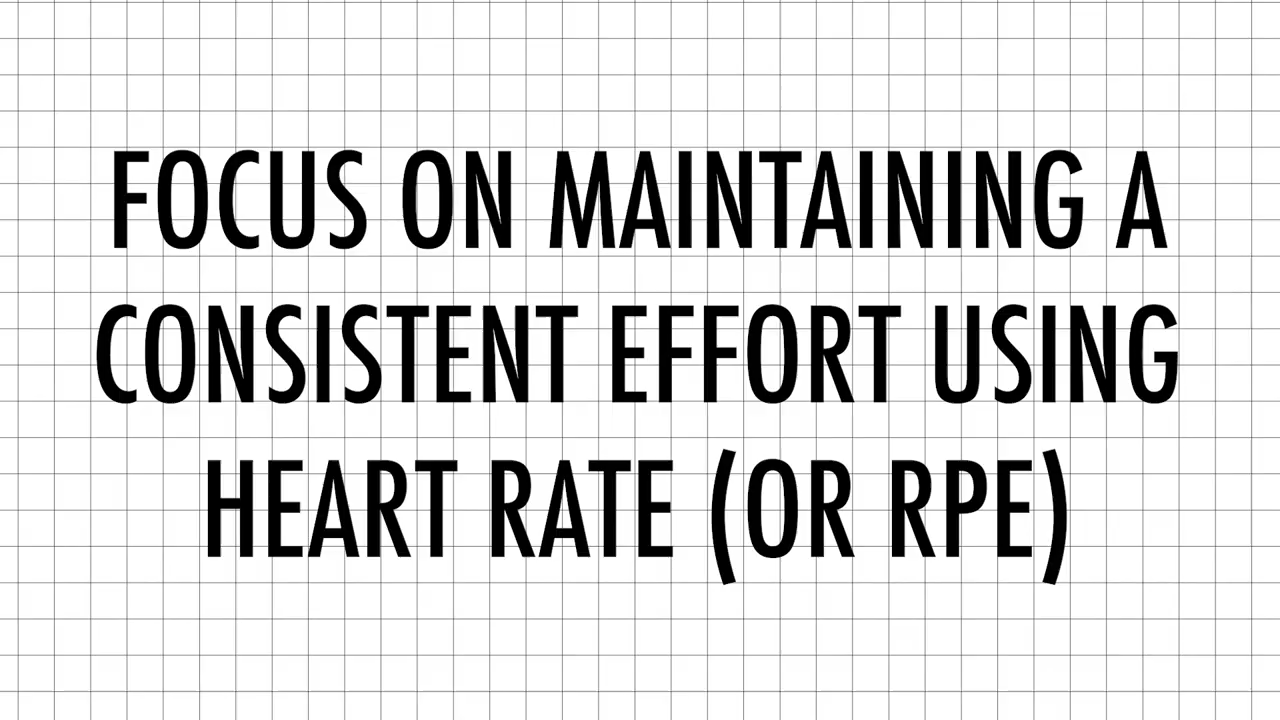 FOCUS ON MAINTAINING A
CONSISTENT EFFORT USING
HEART RATE (OR RPE)